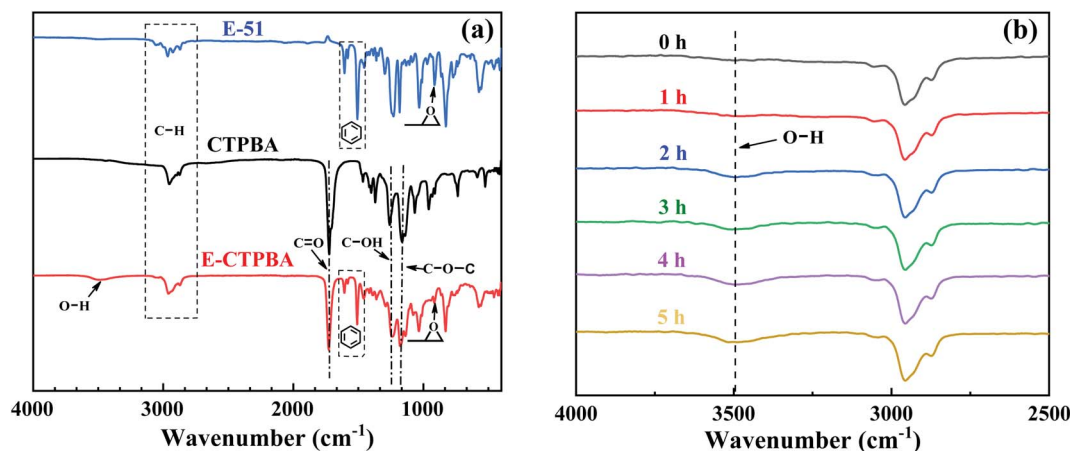 (a)
E-51
C-H
O
CTPBA
C=O
C-OH
C-O-C
E-CTPBA
O-H
O
4000 3000 2000 1000
Wavenumber (cm⁻¹)
(b)
0 h
1 h
O-H
2 h
3 h
4 h
5 h
4000 3500 3000 2500
Wavenumber (cm⁻¹)